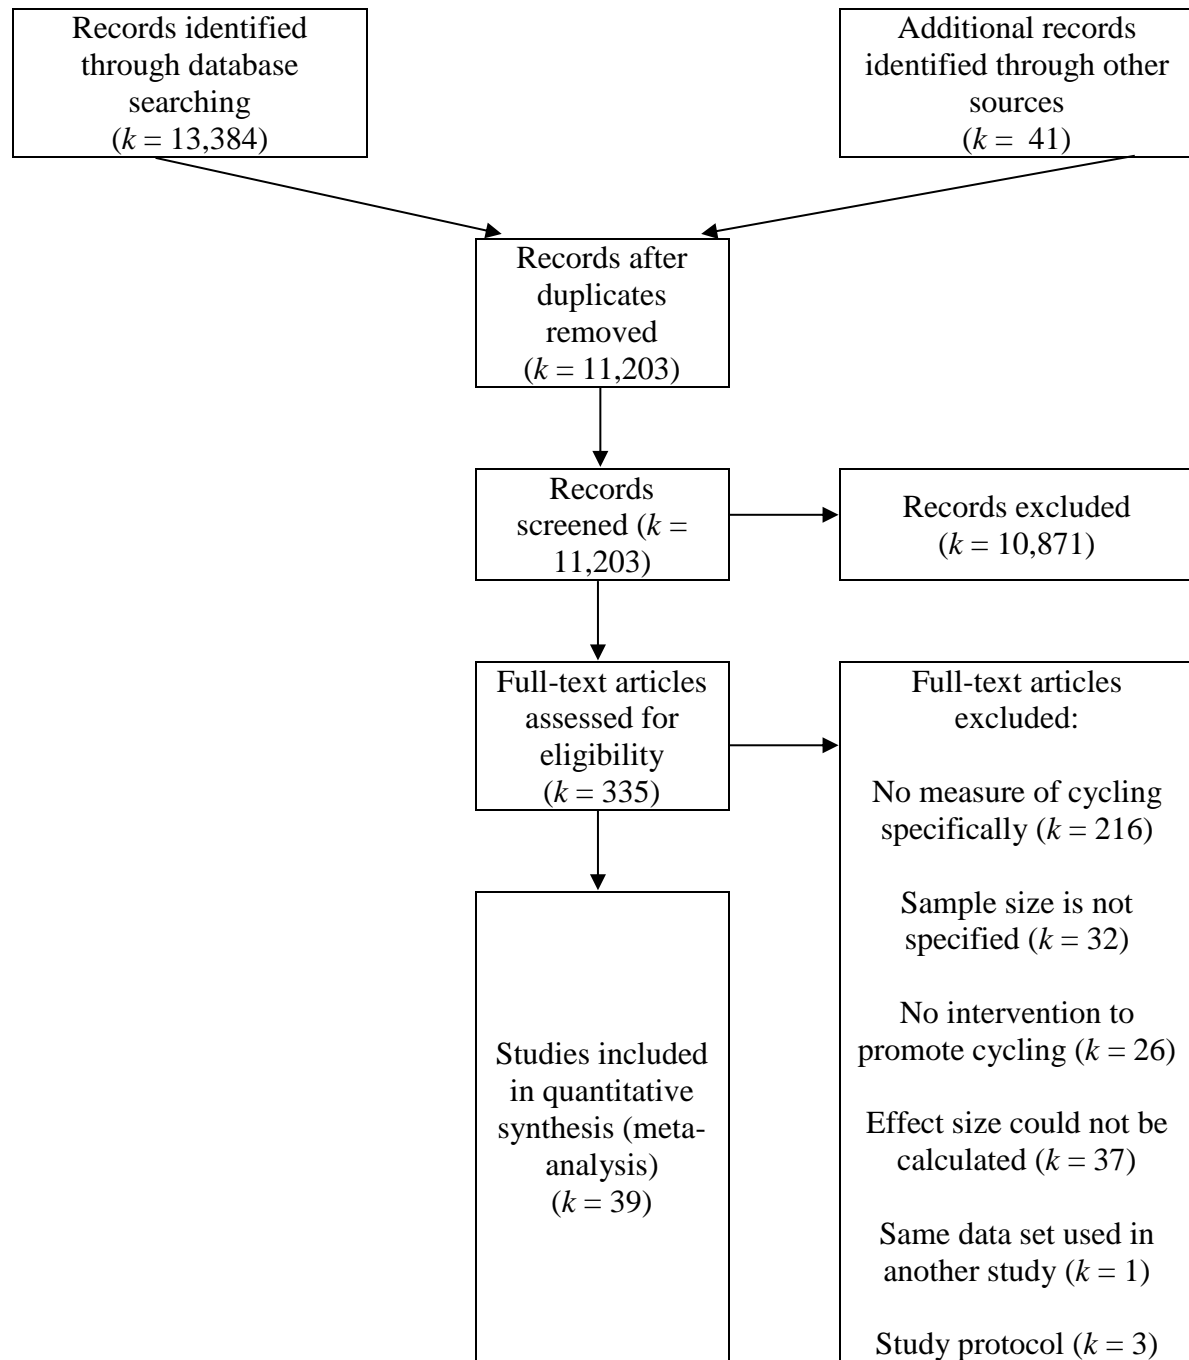 Records identified
through database
searching
(k = 13,384)
Additional records
identified through other
sources
(k =  41)
Records after
duplicates
removed
(k = 11,203)
Records
screened (k =
11,203)
Records excluded
(k = 10,871)
Full-text articles
assessed for
eligibility
(k = 335)
Full-text articles
excluded:
No measure of cycling
specifically (k = 216)
Sample size is not
specified (k = 32)
No intervention to
promote cycling (k = 26)
Effect size could not be
calculated (k = 37)
Same data set used in
another study (k = 1)
Study protocol (k = 3)
Studies included
in quantitative
synthesis (meta-
analysis)
(k = 39)